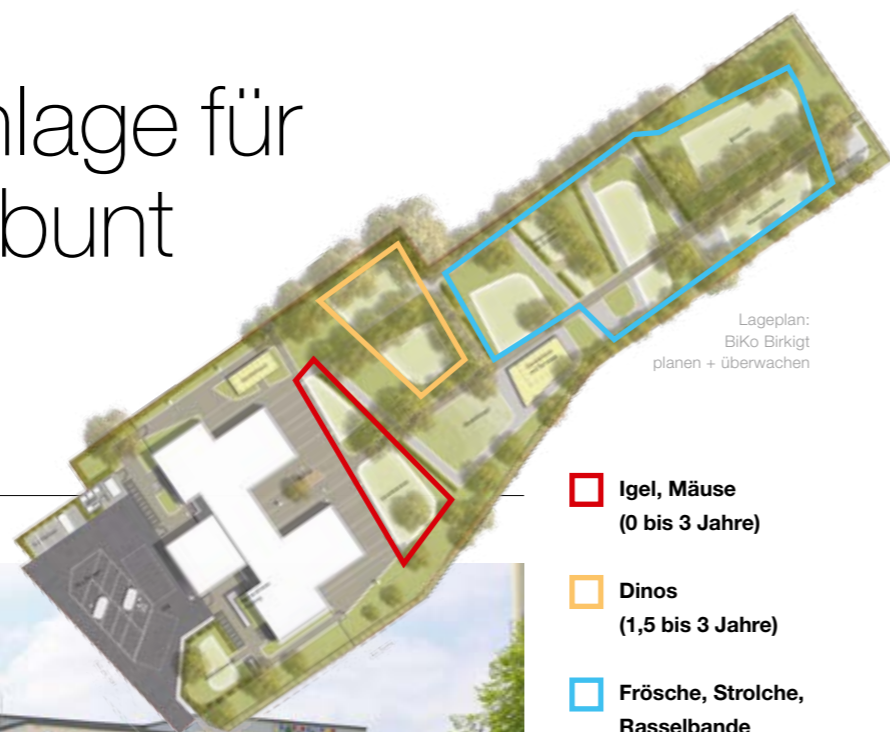 nlage für
bunt
Lageplan:
BiKo Birkigt
planen + überwachen
Igel, Mäuse
(0 bis 3 Jahre)
Dinos
(1,5 bis 3 Jahre)
Frösche, Strolche,
Rasselbande